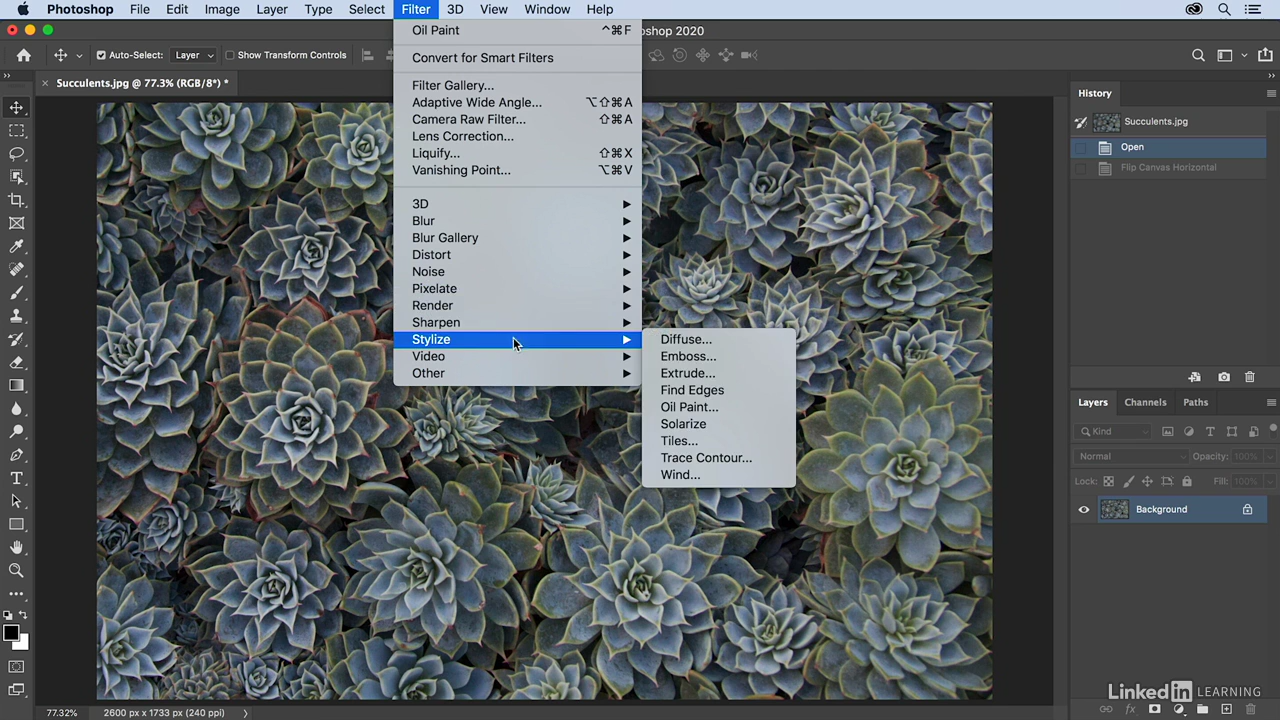 Photoshop File Edit Image Layer Type Select Filter 3D View Window Help
oshop 2020
Auto-Select: Layer Show Transform Controls
Succulents.jpg @ 77.3% (RGB/8*) *
Oil Paint ^⌘F
Convert for Smart Filters
Filter Gallery...
Adaptive Wide Angle... ⌥⇧⌘A
Camera Raw Filter... ⇧⌘A
Lens Correction...
Liquify... ⇧⌘X
Vanishing Point... ⌥⌘V
3D
Blur
Blur Gallery
Distort
Noise
Pixelate
Render
Sharpen
Stylize
Video
Other
Diffuse...
Emboss...
Extrude...
Find Edges
Oil Paint...
Solarize
Tiles...
Trace Contour...
Wind...
History
Succulents.jpg
Open
Flip Canvas Horizontal
Layers Channels Paths
Kind
Normal Opacity: 100%
Lock: Fill: 100%
Background
77.32% 2600 px x 1733 px (240 ppi)
Linked in LEARNING